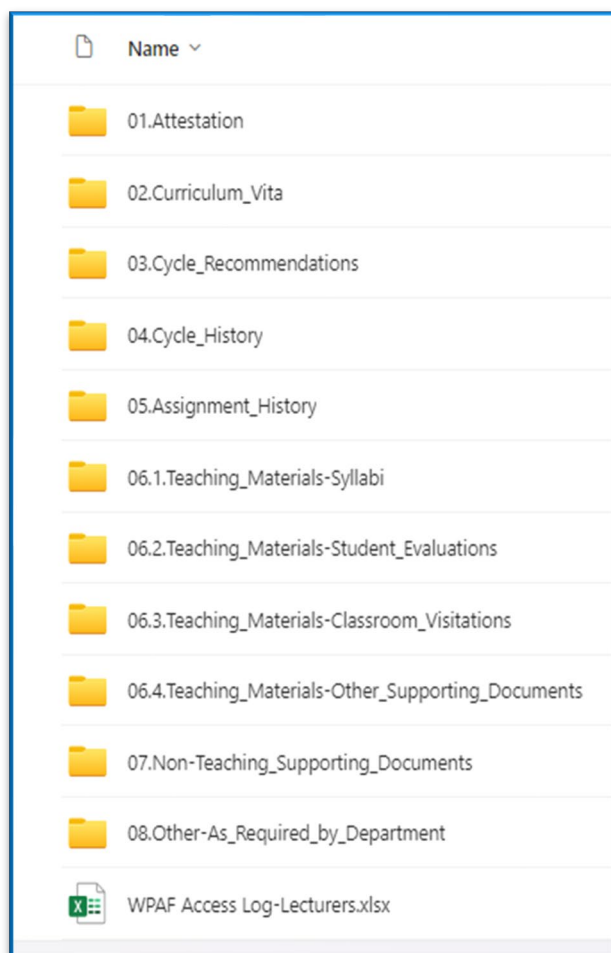 Name
01.Attestation
02.Curriculum_Vita
03.Cycle_Recommendations
04.Cycle_History
05.Assignment_History
06.1.Teaching_Materials-Syllabi
06.2.Teaching_Materials-Student_Evaluations
06.3.Teaching_Materials-Classroom_Visitations
06.4.Teaching_Materials-Other_Supporting_Documents
07.Non-Teaching_Supporting_Documents
08.Other-As_Required_by_Department
WPAF Access Log-Lecturers.xlsx